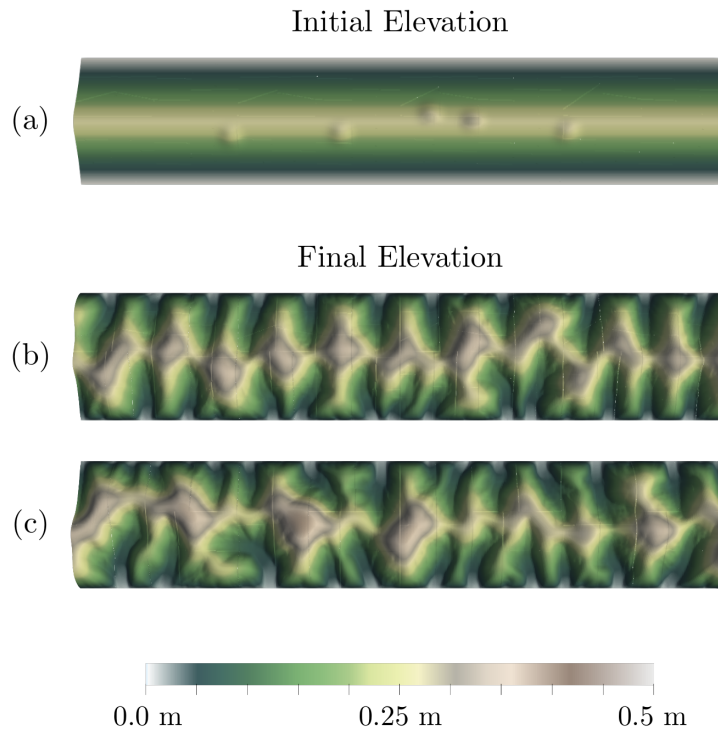 Initial Elevation
(a)
Final Elevation
(b)
(c)
0.0 m 0.25 m 0.5 m